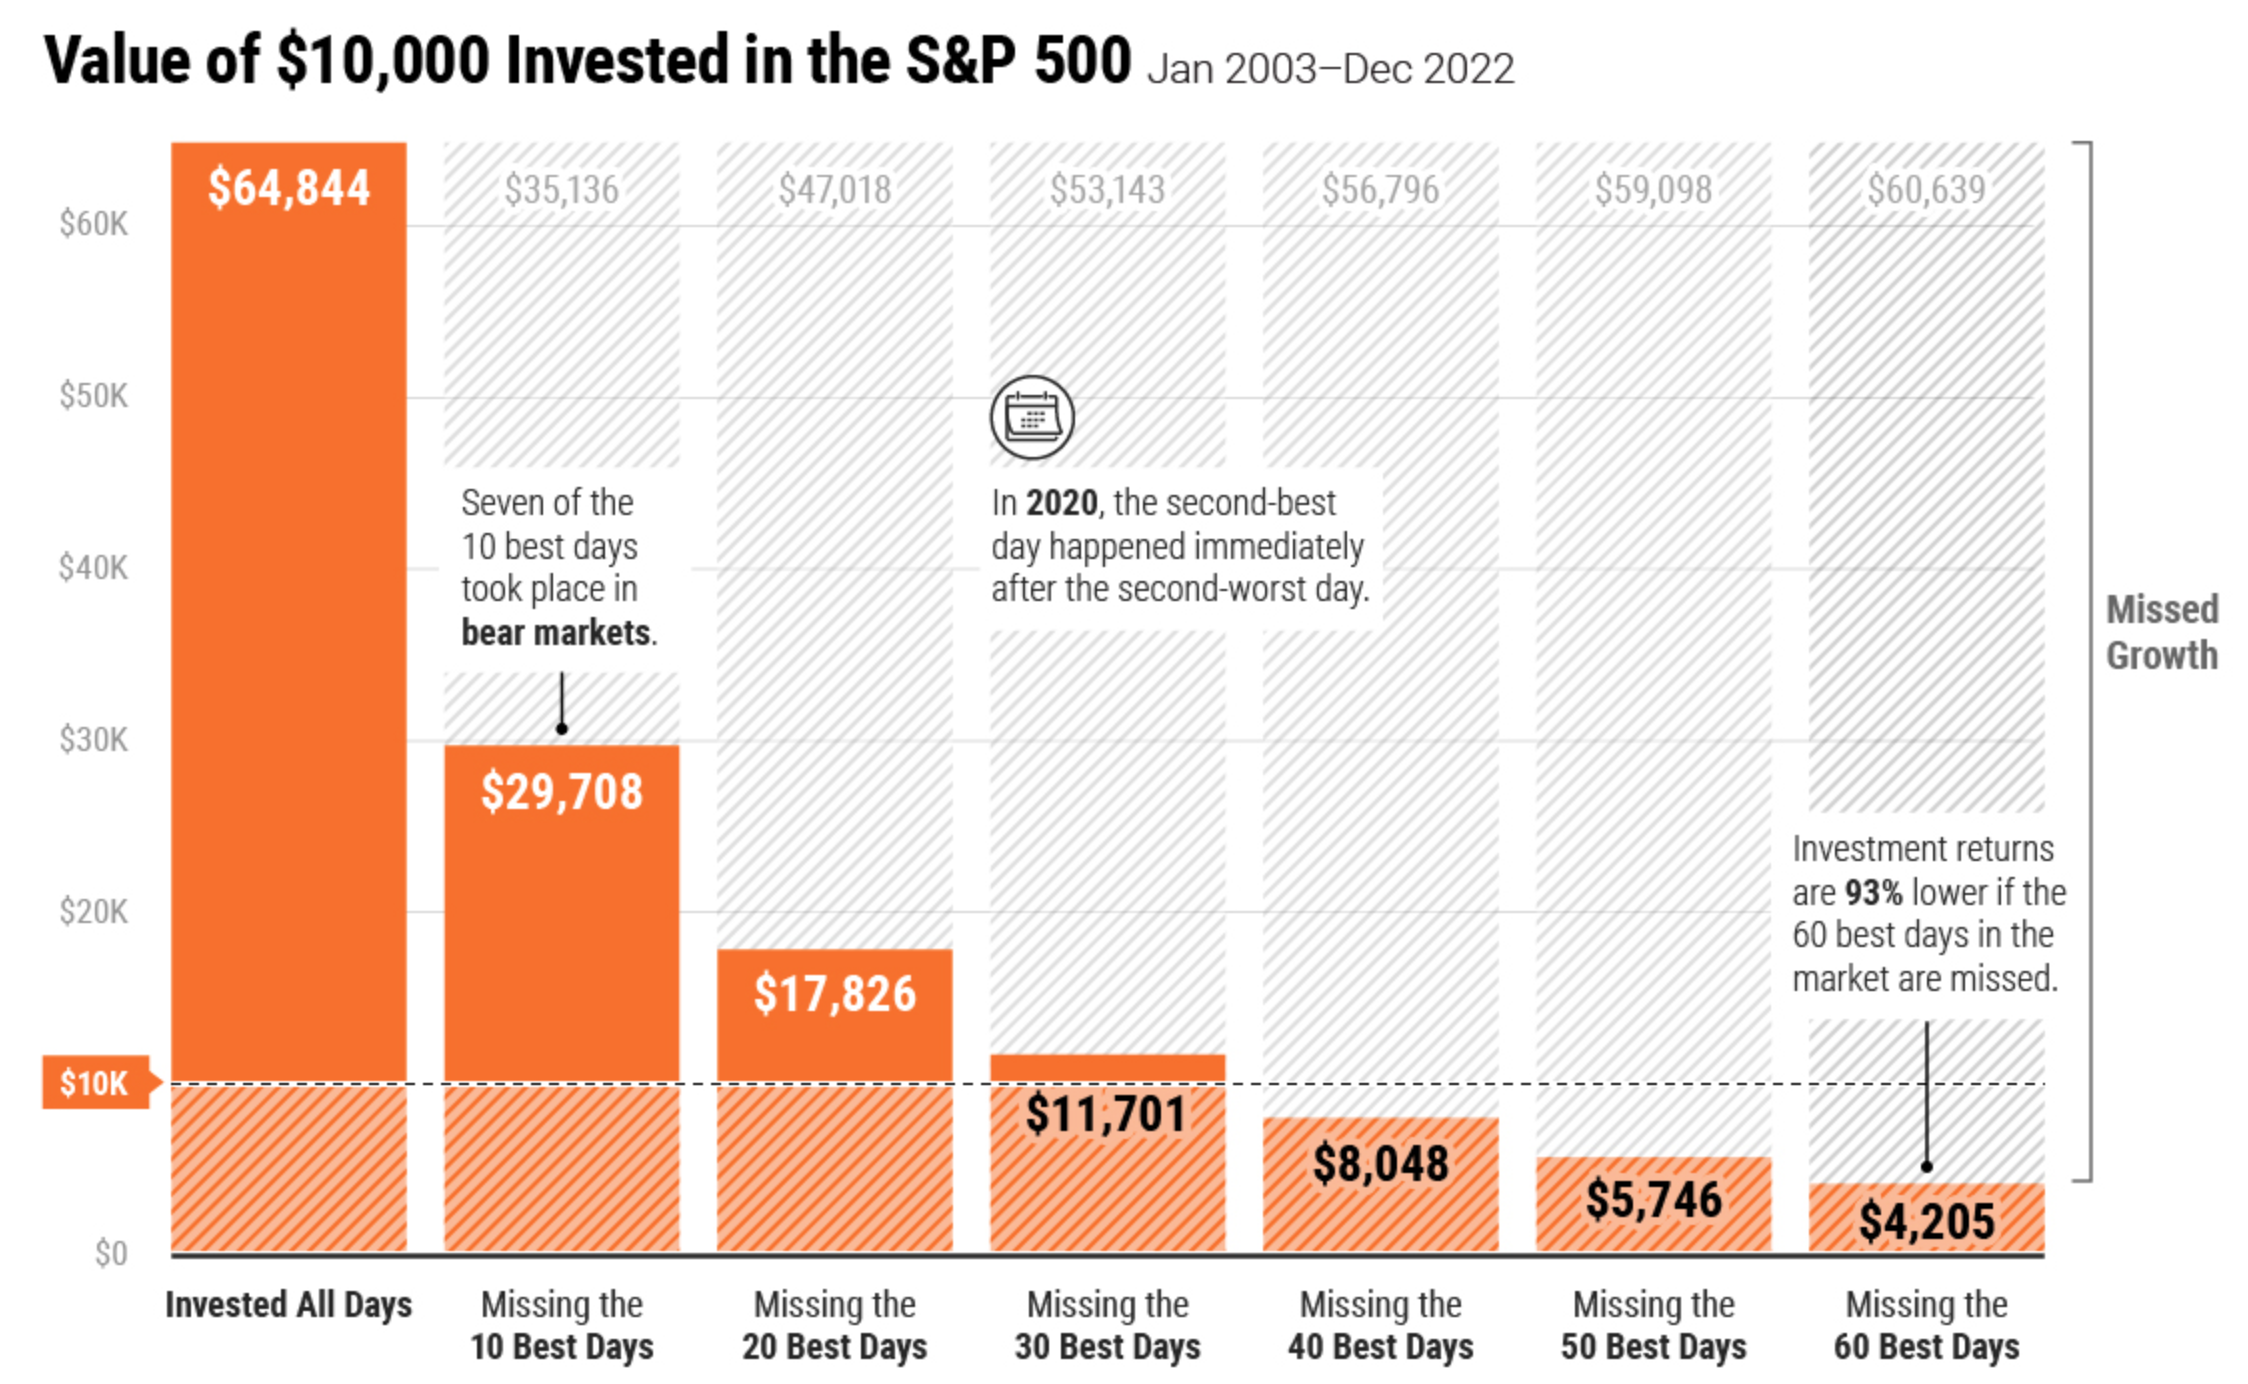 Value of $10,000 Invested in the S&P 500 Jan 2003–Dec 2022
$64,844
$35,136
$47,018
$53,143
$56,796
$59,098
$60,639
$60K
$50K
$40K
$30K
$20K
$10K
$0
Seven of the
10 best days
took place in
bear markets.
In 2020, the second-best
day happened immediately
after the second-worst day.
Missed
Growth
Investment returns
are 93% lower if the
60 best days in the
market are missed.
$29,708
$17,826
$11,701
$8,048
$5,746
$4,205
Invested All Days
Missing the
10 Best Days
Missing the
20 Best Days
Missing the
30 Best Days
Missing the
40 Best Days
Missing the
50 Best Days
Missing the
60 Best Days